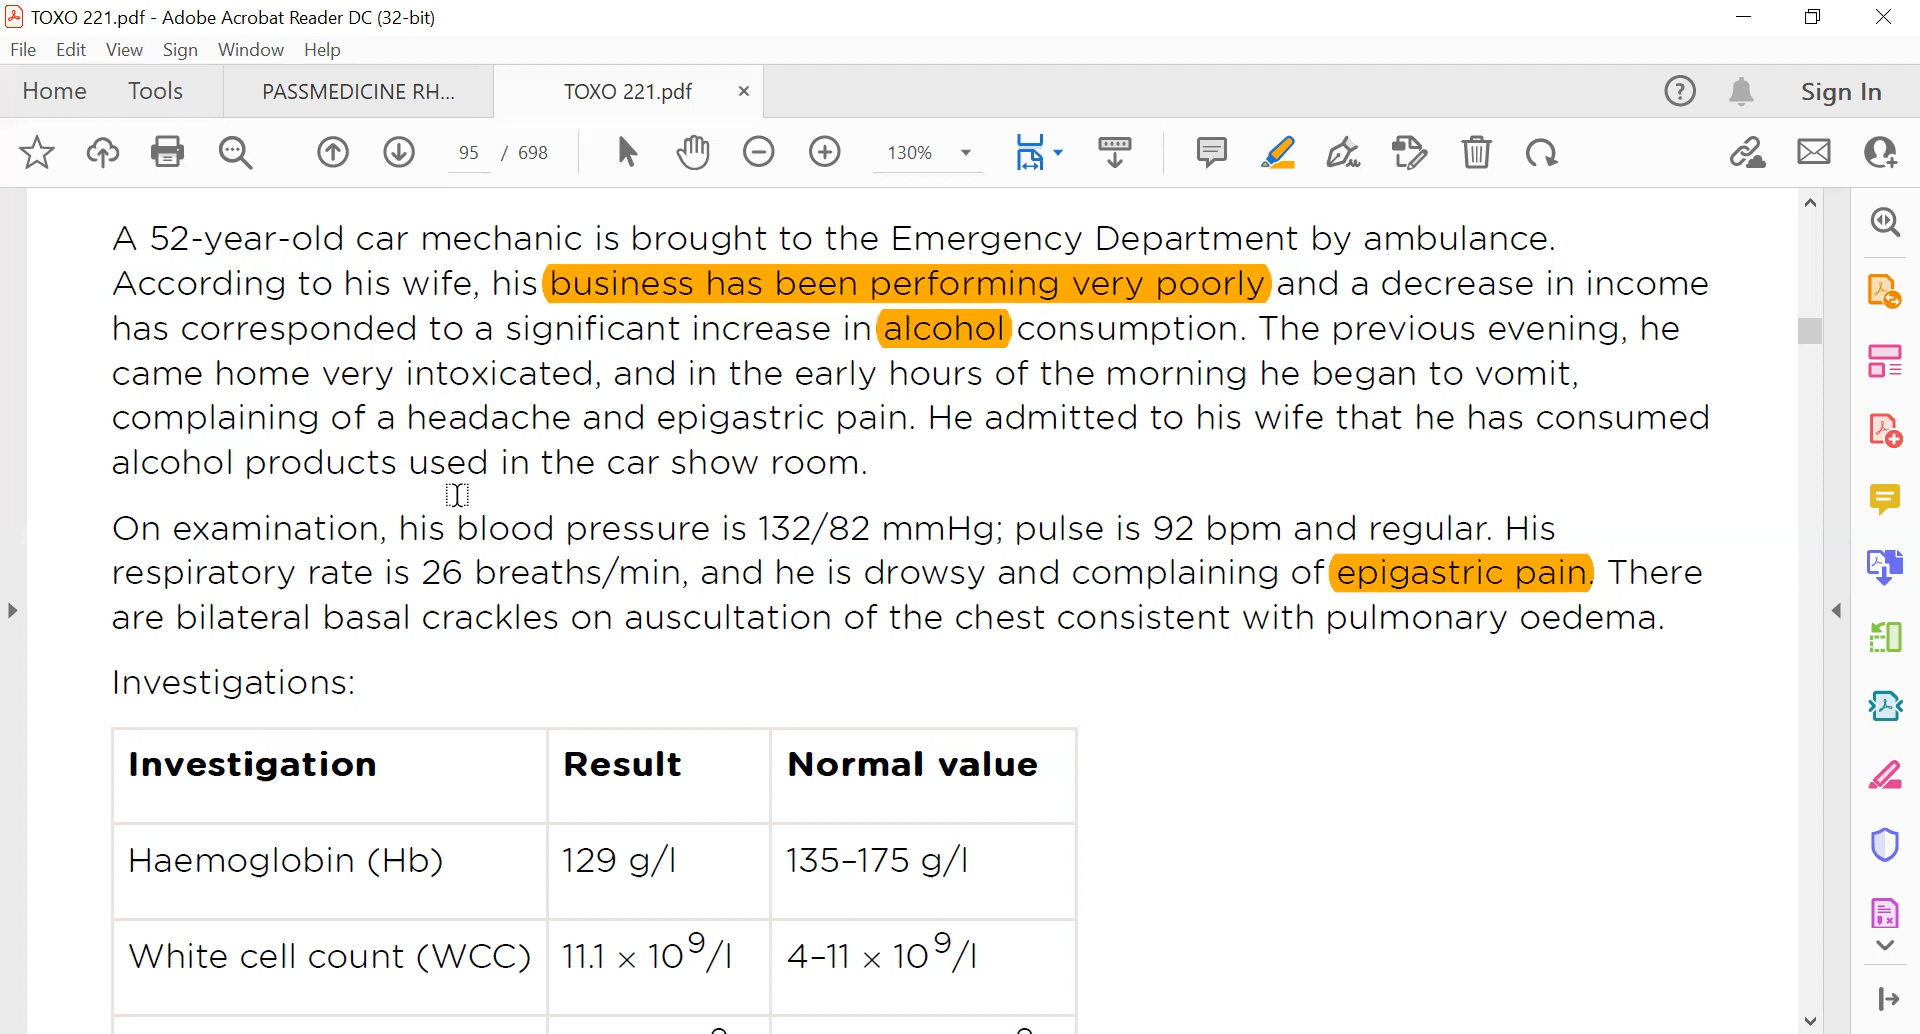 TOXO 221.pdf - Adobe Acrobat Reader DC (32-bit)
File Edit View Sign Window Help
Home Tools PASSMEDICINE RH... TOXO 221.pdf × Sign In
95 / 698 130%
A 52-year-old car mechanic is brought to the Emergency Department by ambulance.
According to his wife, his business has been performing very poorly and a decrease in income
has corresponded to a significant increase in alcohol consumption. The previous evening, he
came home very intoxicated, and in the early hours of the morning he began to vomit,
complaining of a headache and epigastric pain. He admitted to his wife that he has consumed
alcohol products used in the car show room.
On examination, his blood pressure is 132/82 mmHg; pulse is 92 bpm and regular. His
respiratory rate is 26 breaths/min, and he is drowsy and complaining of epigastric pain. There
are bilateral basal crackles on auscultation of the chest consistent with pulmonary oedema.
Investigations:
Investigation Result Normal value
Haemoglobin (Hb) 129 g/l 135–175 g/l
White cell count (WCC) 11.1 × 10⁹/l 4–11 × 10⁹/l